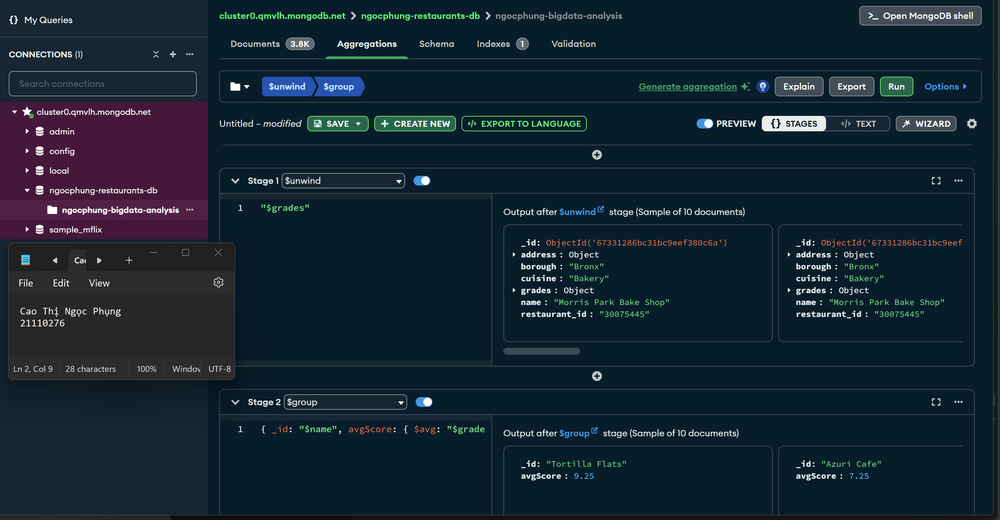 {} My Queries
CONNECTIONS (1)
Search connections
cluster0.qmvlh.mongodb.net
admin
config
local
ngocphung-restaurants-db
ngocphung-bigdata-analysis
sample_mflix
Cao
File Edit View
Cao Thị Ngọc Phụng
21110276
Ln 2, Col 9 28 characters 100% Window UTF-8
cluster0.qmvlh.mongodb.net > ngocphung-restaurants-db > ngocphung-bigdata-analysis
>_ Open MongoDB shell
Documents 3.8K Aggregations Schema Indexes 1 Validation
$unwind $group Generate aggregation Explain Export Run Options
Untitled – modified SAVE + CREATE NEW </> EXPORT TO LANGUAGE PREVIEW {} STAGES </> TEXT WIZARD
Stage 1 $unwind
1 "$grades"
Output after $unwind stage (Sample of 10 documents)
_id: ObjectId('67331286bc31bc9eef380c6a')
address : Object
borough : "Bronx"
cuisine : "Bakery"
grades : Object
name : "Morris Park Bake Shop"
restaurant_id : "30075445"
_id: ObjectId('67331286bc31bc9eef
address : Object
borough : "Bronx"
cuisine : "Bakery"
grades : Object
name : "Morris Park Bake Shop"
restaurant_id : "30075445"
Stage 2 $group
1 { _id: "$name", avgScore: { $avg: "$grade
Output after $group stage (Sample of 10 documents)
_id: "Tortilla Flats"
avgScore : 9.25
_id: "Azuri Cafe"
avgScore : 7.25